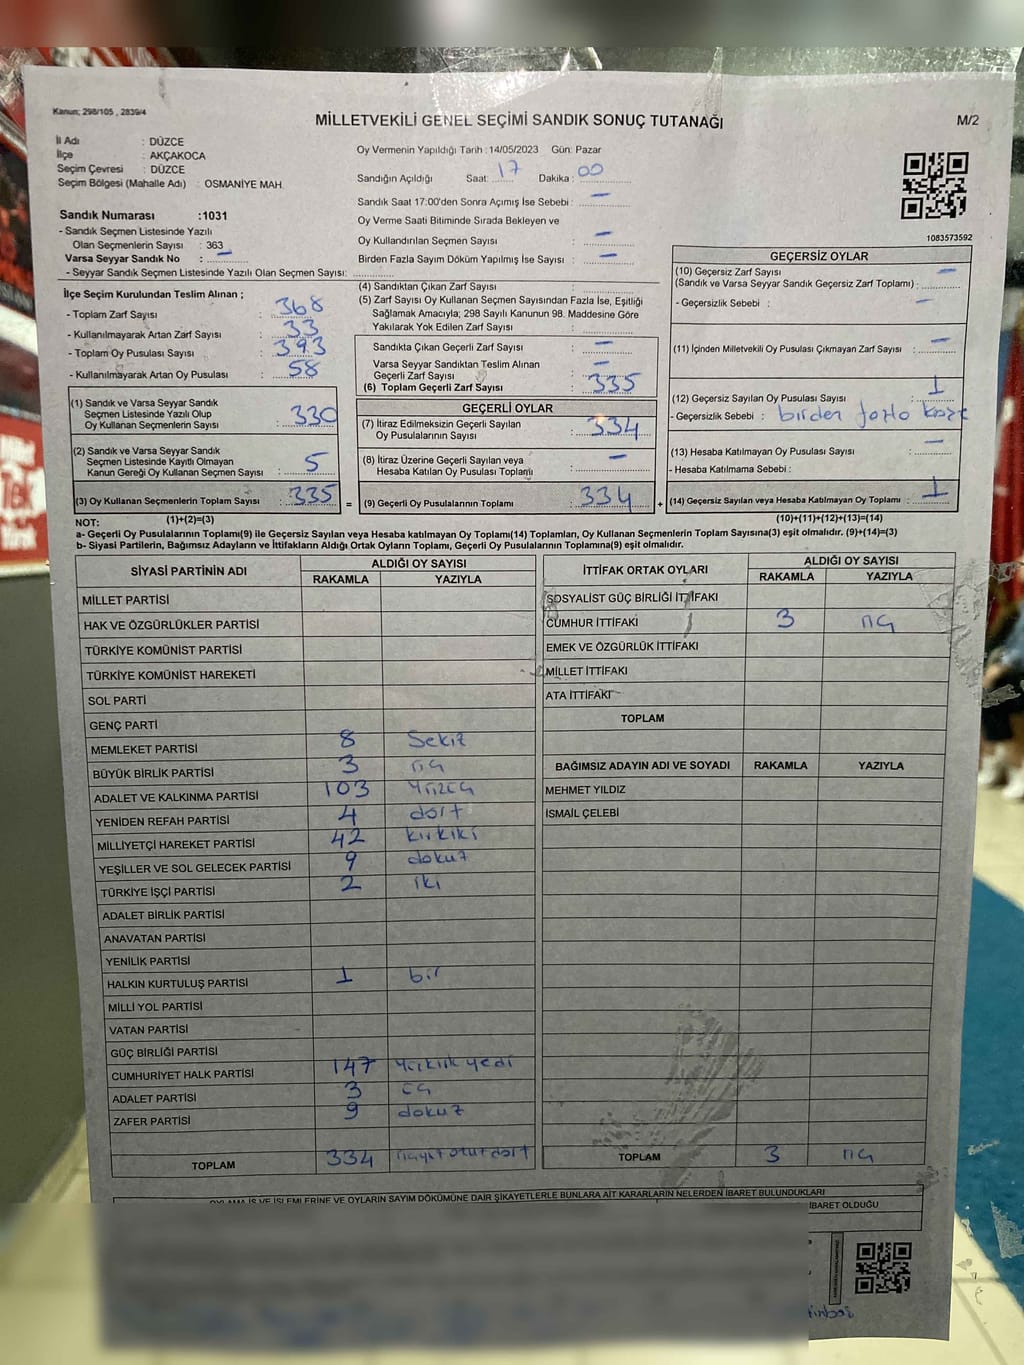 Kanun: 298/105 , 2839/4
MİLLETVEKİLİ GENEL SEÇİMİ SANDIK SONUÇ TUTANAĞI
M/2
İl Adı : DÜZCE
İlçe : AKÇAKOCA
Seçim Çevresi : DÜZCE
Seçim Bölgesi (Mahalle Adı) : OSMANİYE MAH.
Sandık Numarası :1031
- Sandık Seçmen Listesinde Yazılı
Olan Seçmenlerin Sayısı : 363
Varsa Seyyar Sandık No : –
- Seyyar Sandık Seçmen Listesinde Yazılı Olan Seçmen Sayısı:
Oy Vermenin Yapıldığı Tarih :14/05/2023 Gün: Pazar
Sandığın Açıldığı Saat: 17 Dakika : 00
Sandık Saat 17:00'den Sonra Açımış İse Sebebi : –
Oy Verme Saati Bitiminde Sırada Bekleyen ve
Oy Kullandırılan Seçmen Sayısı : –
Birden Fazla Sayım Döküm Yapılmış İse Sayısı : –
1083573592
İlçe Seçim Kurulundan Teslim Alınan ;
- Toplam Zarf Sayısı : 368
- Kullanılmayarak Artan Zarf Sayısı : 33
- Toplam Oy Pusulası Sayısı : 393
- Kullanılmayarak Artan Oy Pusulası : 58
(1) Sandık ve Varsa Seyyar Sandık
Seçmen Listesinde Yazılı Olup
Oy Kullanan Seçmenlerin Sayısı : 330
(2) Sandık ve Varsa Seyyar Sandık
Seçmen Listesinde Kayıtlı Olmayan
Kanun Gereği Oy Kullanan Seçmen Sayısı : 5
(3) Oy Kullanan Seçmenlerin Toplam Sayısı : 335 =
(1)+(2)=(3)
(4) Sandıktan Çıkan Zarf Sayısı :
(5) Zarf Sayısı Oy Kullanan Seçmen Sayısından Fazla İse, Eşitliği
Sağlamak Amacıyla; 298 Sayılı Kanunun 98. Maddesine Göre
Yakılarak Yok Edilen Zarf Sayısı :
Sandıkta Çıkan Geçerli Zarf Sayısı : –
Varsa Seyyar Sandıktan Teslim Alınan
Geçerli Zarf Sayısı : –
(6) Toplam Geçerli Zarf Sayısı : 335
GEÇERLİ OYLAR
(7) İtiraz Edilmeksizin Geçerli Sayılan
Oy Pusulalarının Sayısı : 334
(8) İtiraz Üzerine Geçerli Sayılan veya
Hesaba Katılan Oy Pusulası Toplamı : –
(9) Geçerli Oy Pusulalarının Toplamı : 334 +
GEÇERSİZ OYLAR
(10) Geçersiz Zarf Sayısı
(Sandık ve Varsa Seyyar Sandık Geçersiz Zarf Toplamı) : –
- Geçersizlik Sebebi : –
(11) İçinden Milletvekili Oy Pusulası Çıkmayan Zarf Sayısı : –
(12) Geçersiz Sayılan Oy Pusulası Sayısı : 1
- Geçersizlik Sebebi : birden fazla kaşe
(13) Hesaba Katılmayan Oy Pusulası Sayısı : –
- Hesaba Katılmama Sebebi :
(14) Geçersiz Sayılan veya Hesaba Katılmayan Oy Toplamı : 1
(10)+(11)+(12)+(13)=(14)
NOT:
a- Geçerli Oy Pusulalarının Toplamı(9) ile Geçersiz Sayılan veya Hesaba Katılmayan Oy Toplamı(14) Toplamları, Oy Kullanan Seçmenlerin Toplam Sayısına(3) eşit olmalıdır. (9)+(14)=(3)
b- Siyasi Partilerin, Bağımsız Adayların ve İttifakların Aldığı Ortak Oyların Toplamı, Geçerli Oy Pusulalarının Toplamına(9) eşit olmalıdır.
SİYASİ PARTİNİN ADI ALDIĞI OY SAYISI
RAKAMLA YAZIYLA
MİLLET PARTİSİ
HAK VE ÖZGÜRLÜKLER PARTİSİ
TÜRKİYE KOMÜNİST PARTİSİ
TÜRKİYE KOMÜNİST HAREKETİ
SOL PARTİ
GENÇ PARTİ
MEMLEKET PARTİSİ 8 Sekiz
BÜYÜK BİRLİK PARTİSİ 3 üç
ADALET VE KALKINMA PARTİSİ 103 Yüzüç
YENİDEN REFAH PARTİSİ 4 dört
MİLLİYETÇİ HAREKET PARTİSİ 42 kırkiki
YEŞİLLER VE SOL GELECEK PARTİSİ 9 dokuz
TÜRKİYE İŞÇİ PARTİSİ 2 iki
ADALET BİRLİK PARTİSİ
ANAVATAN PARTİSİ
YENİLİK PARTİSİ
HALKIN KURTULUŞ PARTİSİ 1 bir
MİLLİ YOL PARTİSİ
VATAN PARTİSİ
GÜÇ BİRLİĞİ PARTİSİ
CUMHURİYET HALK PARTİSİ 147 yedi
ADALET PARTİSİ 3 üç
ZAFER PARTİSİ 9 dokuz
TOPLAM 334 üçyüzotuzdört
İTTİFAK ORTAK OYLARI ALDIĞI OY SAYISI
RAKAMLA YAZIYLA
SOSYALİST GÜÇ BİRLİĞİ İTTİFAKI
CUMHUR İTTİFAKI 3 üç
EMEK VE ÖZGÜRLÜK İTTİFAKI
MİLLET İTTİFAKI
ATA İTTİFAKI
TOPLAM
BAĞIMSIZ ADAYIN ADI VE SOYADI RAKAMLA YAZIYLA
MEHMET YILDIZ
İSMAİL ÇELEBİ
TOPLAM 3 üç
OYLAMA İŞ VE İŞLEMLERİNE VE OYLARIN SAYIM DÖKÜMÜNE DAİR ŞİKAYETLERLE BUNLARA AİT KARARLARIN NELERDEN İBARET BULUNDUKLARI
İBARET OLDUĞU